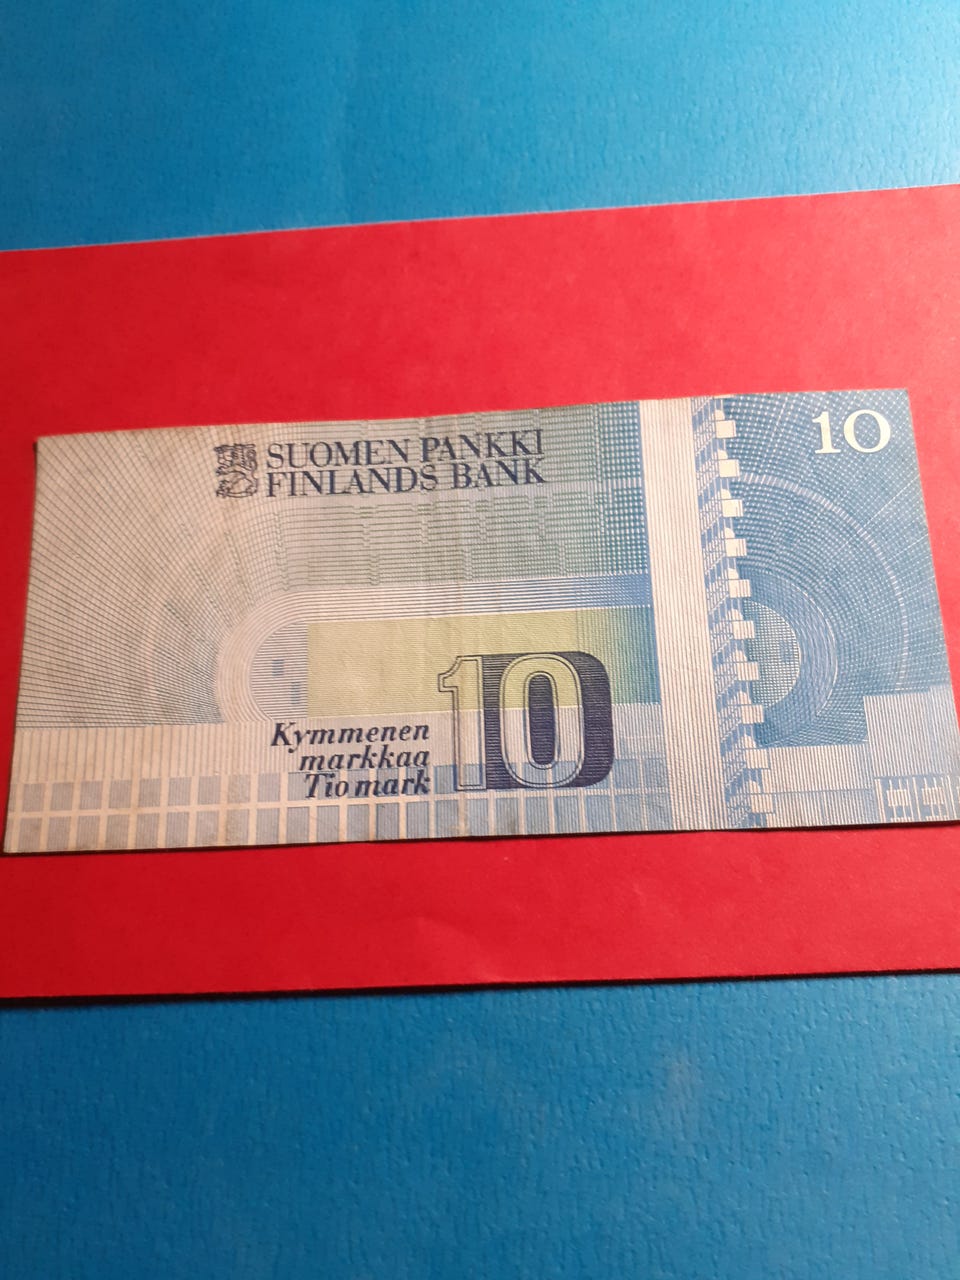 SUOMEN PANKKI
FINLANDS BANK
10
10
Kymmenen
markkaa
Tio mark